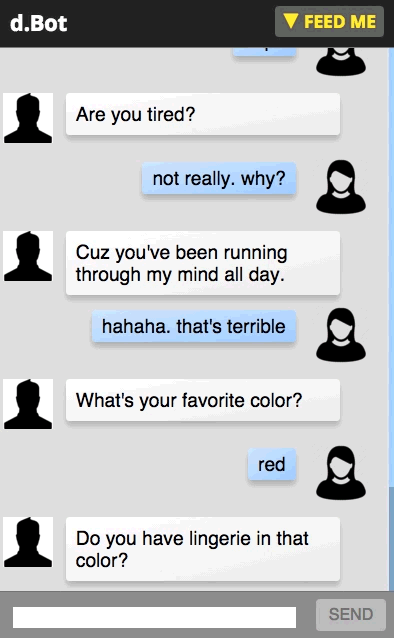 d.Bot
▼ FEED ME
Are you tired?
not really. why?
Cuz you've been running
through my mind all day.
hahaha. that's terrible
What's your favorite color?
red
Do you have lingerie in that
color?
SEND